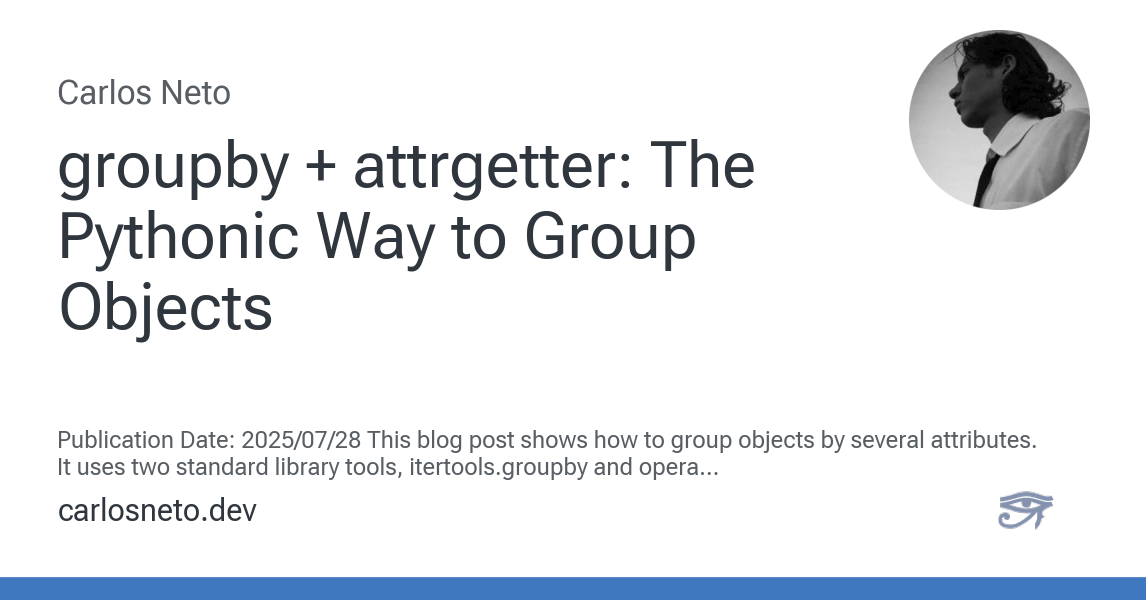 Carlos Neto
groupby + attrgetter: The
Pythonic Way to Group
Objects
Publication Date: 2025/07/28 This blog post shows how to group objects by several attributes.
It uses two standard library tools, itertools.groupby and opera...
carlosneto.dev